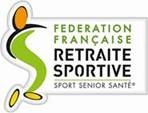 FEDERATION
FRANÇAISE
RETRAITE
SPORTIVE
SPORT SENIOR SANTÉ®